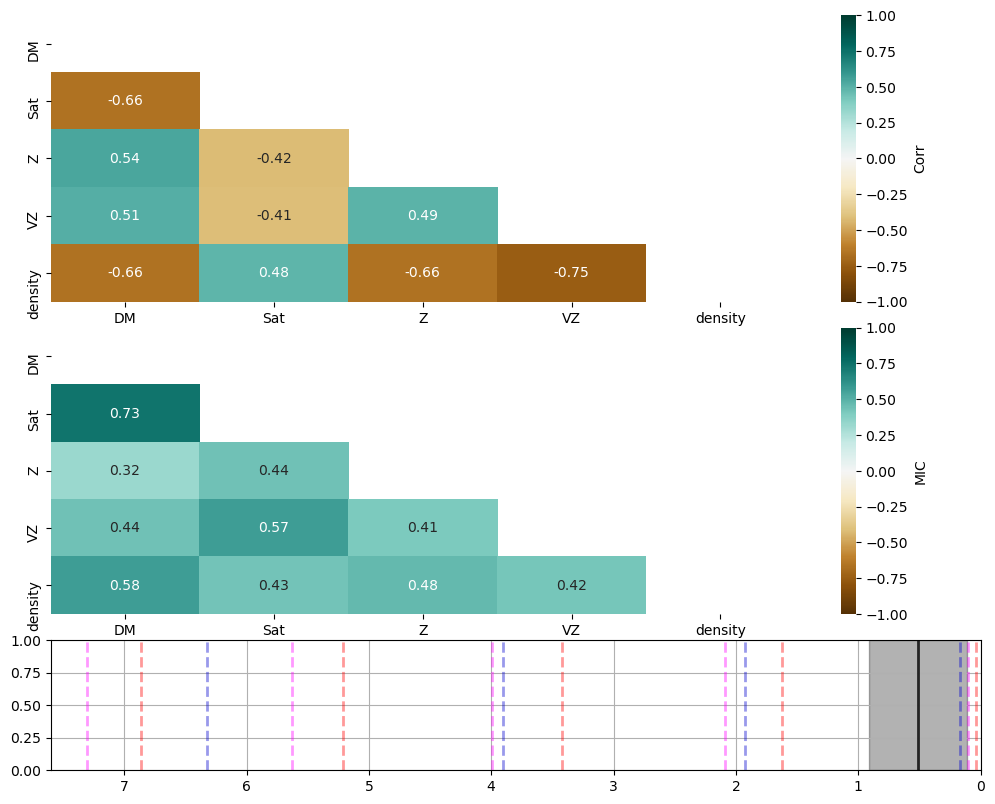 DM
Sat
Z
VZ
density
-0.66
0.54 -0.42
0.51 -0.41 0.49
-0.66 0.48 -0.66 -0.75
DM Sat Z VZ density
1.00
0.75
0.50
0.25
0.00
−0.25
−0.50
−0.75
−1.00
Corr
DM
Sat
Z
VZ
density
0.73
0.32 0.44
0.44 0.57 0.41
0.58 0.43 0.48 0.42
DM Sat Z VZ density
1.00
0.75
0.50
0.25
0.00
−0.25
−0.50
−0.75
−1.00
MIC
1.00
0.75
0.50
0.25
0.00
7 6 5 4 3 2 1 0